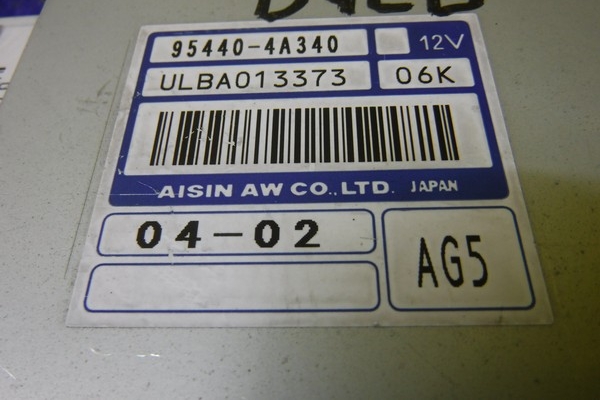 95440-4A340 12V
ULBA013373 06K
AISIN AW CO.,LTD. JAPAN
04-02
AG5